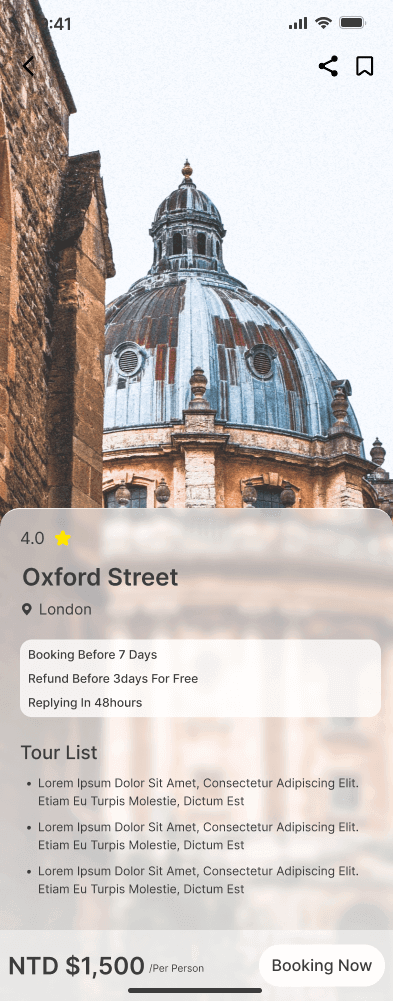 :41
4.0
Oxford Street
London
Booking Before 7 Days
Refund Before 3days For Free
Replying In 48hours
Tour List
• Lorem Ipsum Dolor Sit Amet, Consectetur Adipiscing Elit.
Etiam Eu Turpis Molestie, Dictum Est
• Lorem Ipsum Dolor Sit Amet, Consectetur Adipiscing Elit.
Etiam Eu Turpis Molestie, Dictum Est
• Lorem Ipsum Dolor Sit Amet, Consectetur Adipiscing Elit.
Etiam Eu Turpis Molestie, Dictum Est
NTD $1,500 /Per Person
Booking Now